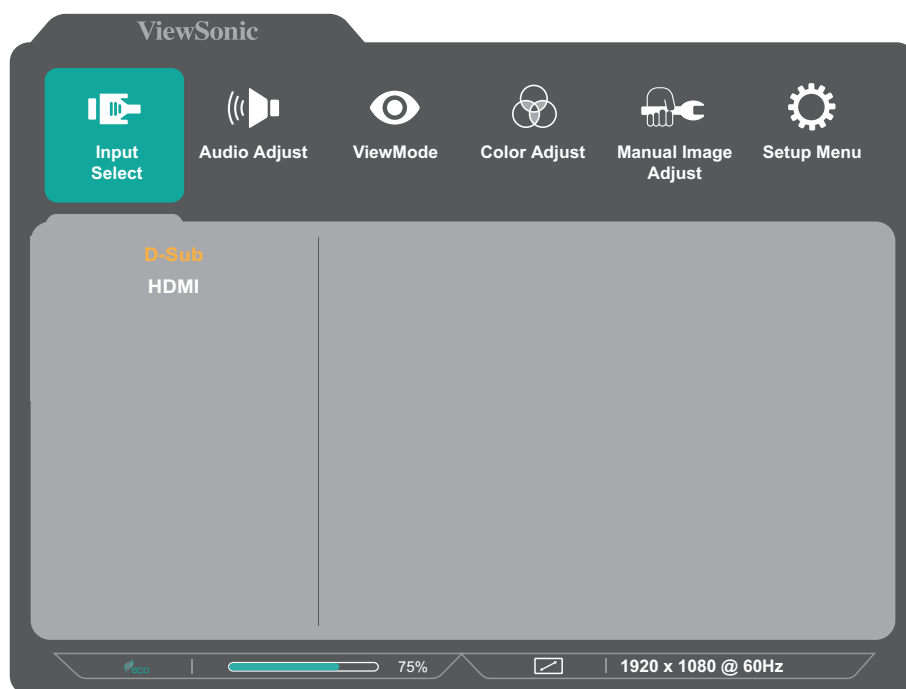 ViewSonic
Input
Select
Audio Adjust
ViewMode
Color Adjust
Manual Image
Adjust
Setup Menu
D-Sub
HDMI
eco
75%
1920 x 1080 @ 60Hz